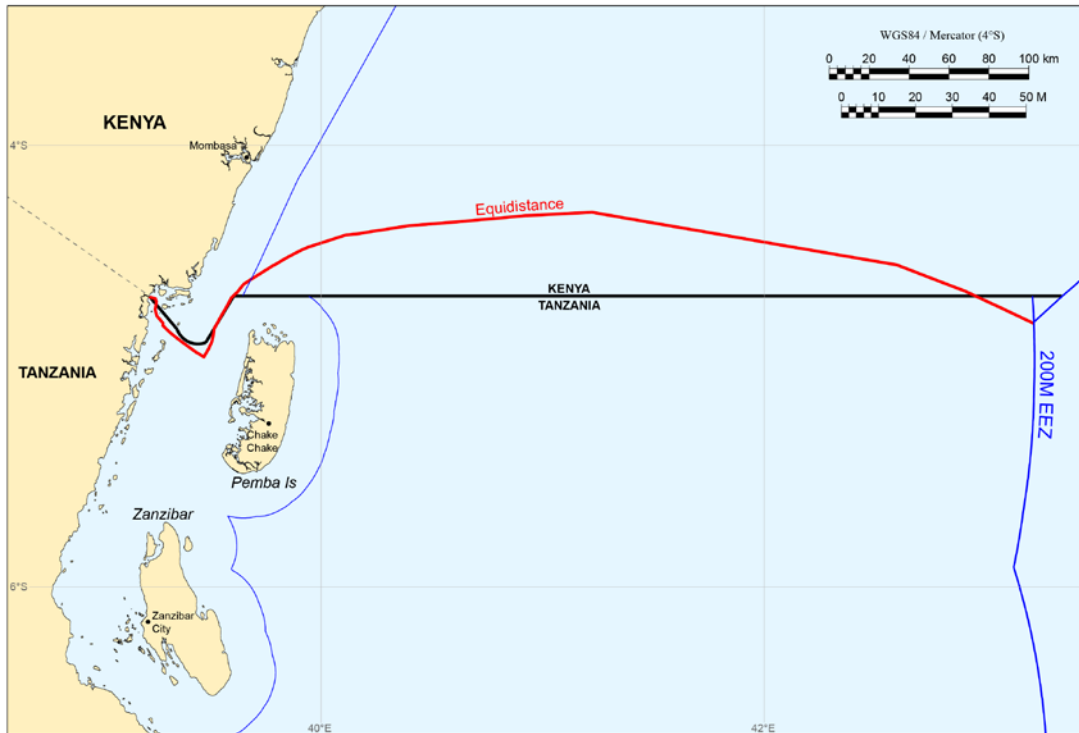 WGS84 / Mercator (4°S)
0 20 40 60 80 100 km
0 10 20 30 40 50 M
KENYA
Mombasa
4°S
Equidistance
KENYA
TANZANIA
TANZANIA
200M EEZ
Chake
Chake
Pemba Is
Zanzibar
6°S
Zanzibar
City
40°E
42°E